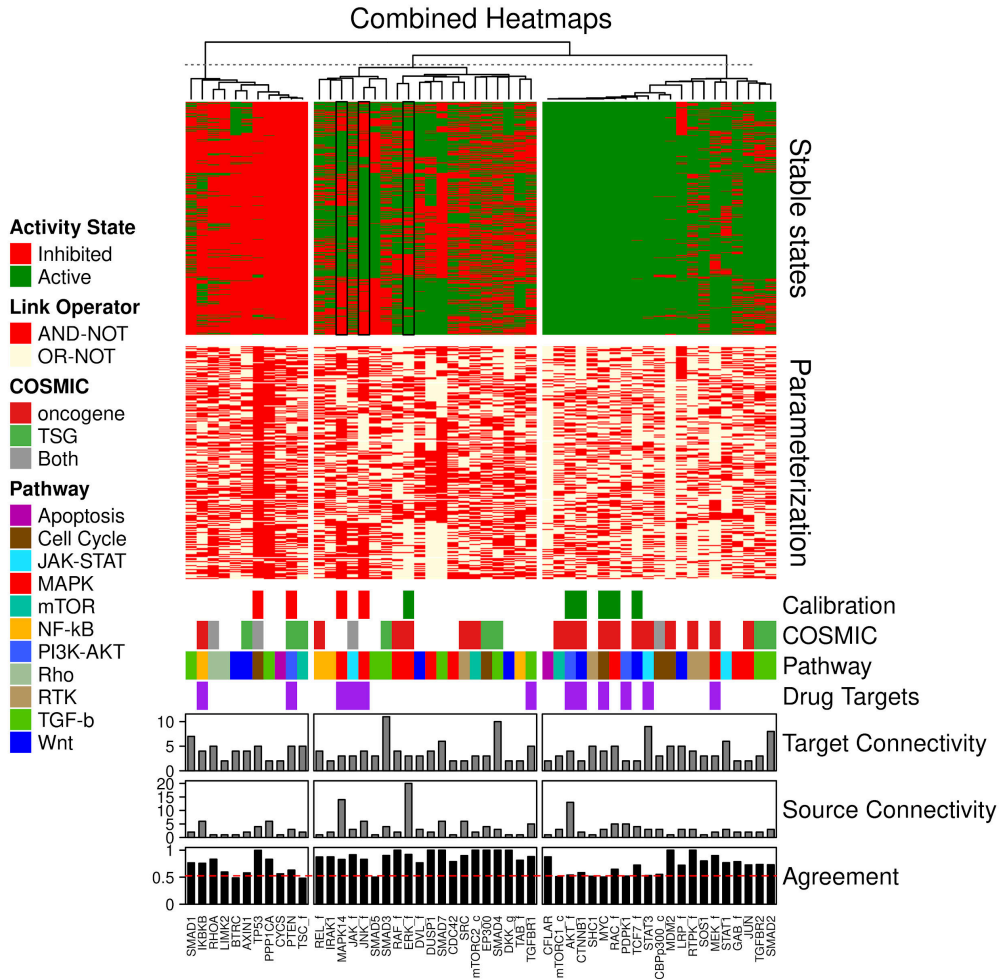 Combined Heatmaps
Activity State
Inhibited
Active
Link Operator
AND-NOT
OR-NOT
COSMIC
oncogene
TSG
Both
Pathway
Apoptosis
Cell Cycle
JAK-STAT
MAPK
mTOR
NF-kB
PI3K-AKT
Rho
RTK
TGF-b
Wnt
Stable states
Parameterization
Calibration
COSMIC
Pathway
Drug Targets
10
5
0
Target Connectivity
20
15
10
5
0
Source Connectivity
1
0.5
0
Agreement
SMAD1
IKBKB
RHOA
LIMK2
BTRC
AXIN1
TP53
PPP1CA
CYCS
PTEN
TSC_f
REL_f
IRAK1
MAPK14
JAK_f
JNK_f
SMAD5
SMAD3
RAF_f
ERK_f
DVL_f
DUSP1
SMAD7
CDC42
SRC
mTORC2_c
EP300
SMAD4
DKK_g
TAB_f
TGFBR1
CFLAR
mTORC1_c
AKT_f
CTNNB1
SHC1
MYC
RAC_f
PDPK1
TCF7_f
STAT3
CBPp300_c
MDM2
LRP_f
RTPK_f
SOS1
MEK_f
STAT1
GAB_f
JUN
TGFBR2
SMAD2